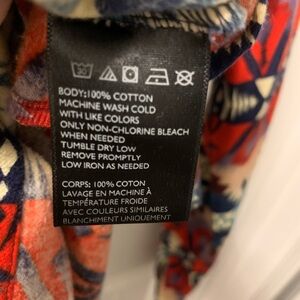 30
BODY:100% COTTON
MACHINE WASH COLD
WITH LIKE COLORS
ONLY NON-CHLORINE BLEACH
WHEN NEEDED
TUMBLE DRY LOW
REMOVE PROMPTLY
LOW IRON AS NEEDED
CORPS: 100% COTON
LAVAGE EN MACHINE À
TEMPÉRATURE FROIDE
AVEC COULEURS SIMILAIRES
BLANCHIMENT UNIQUEMENT